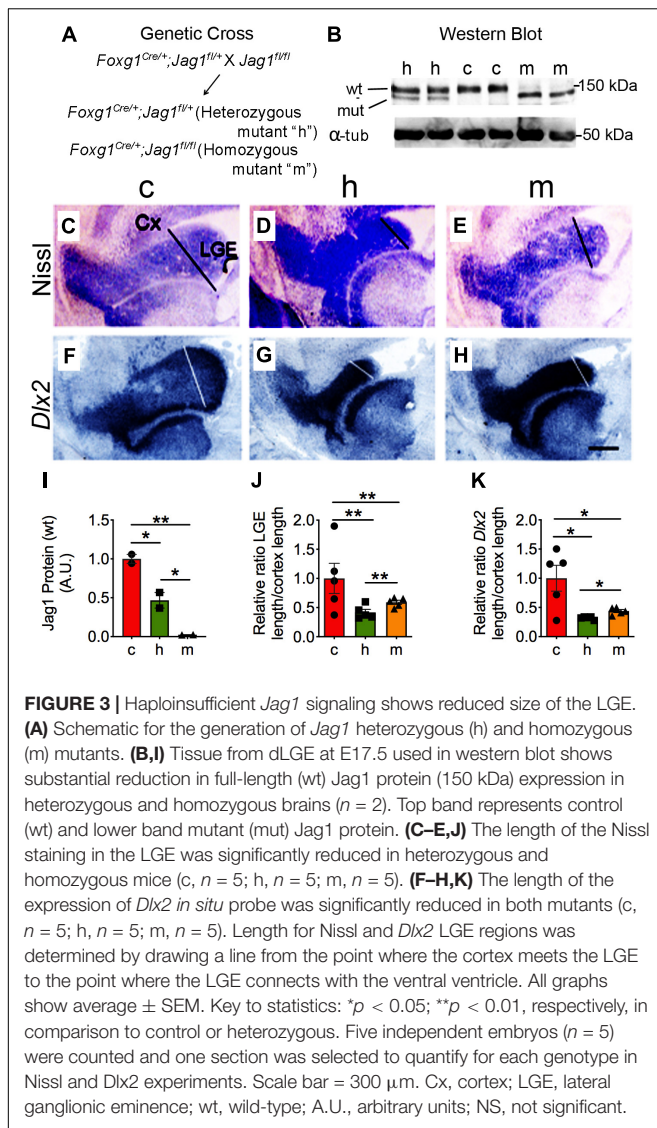 A Genetic Cross
Foxg1Cre/+;Jag1fl/+ X Jag1fl/fl
Foxg1Cre/+;Jag1fl/+ (Heterozygous
mutant “h”)
Foxg1Cre/+;Jag1fl/fl (Homozygous
mutant “m”)
B Western Blot
h h c c m m
wt
mut
150 kDa
α-tub
50 kDa
c h m
Nissl
C Cx LGE
D
E
Dlx2
F
G
H
I
Jag1 Protein (wt)
(A.U.)
1.5
1.0
0.5
0.0
**
*
*
c h m
J
Relative ratio LGE
length/cortex length
2.0
1.5
1.0
0.5
0.0
**
**
**
c h m
K
Relative ratio Dlx2
length/cortex length
2.0
1.5
1.0
0.5
0.0
*
*
*
c h m
FIGURE 3 | Haploinsufficient Jag1 signaling shows reduced size of the LGE.
(A) Schematic for the generation of Jag1 heterozygous (h) and homozygous
(m) mutants. (B,I) Tissue from dLGE at E17.5 used in western blot shows
substantial reduction in full-length (wt) Jag1 protein (150 kDa) expression in
heterozygous and homozygous brains (n = 2). Top band represents control
(wt) and lower band mutant (mut) Jag1 protein. (C–E,J) The length of the Nissl
staining in the LGE was significantly reduced in heterozygous and
homozygous mice (c, n = 5; h, n = 5; m, n = 5). (F–H,K) The length of the
expression of Dlx2 in situ probe was significantly reduced in both mutants (c,
n = 5; h, n = 5; m, n = 5). Length for Nissl and Dlx2 LGE regions was
determined by drawing a line from the point where the cortex meets the LGE
to the point where the LGE connects with the ventral ventricle. All graphs
show average ± SEM. Key to statistics: *p < 0.05; **p < 0.01, respectively, in
comparison to control or heterozygous. Five independent embryos (n = 5)
were counted and one section was selected to quantify for each genotype in
Nissl and Dlx2 experiments. Scale bar = 300 μm. Cx, cortex; LGE, lateral
ganglionic eminence; wt, wild-type; A.U., arbitrary units; NS, not significant.